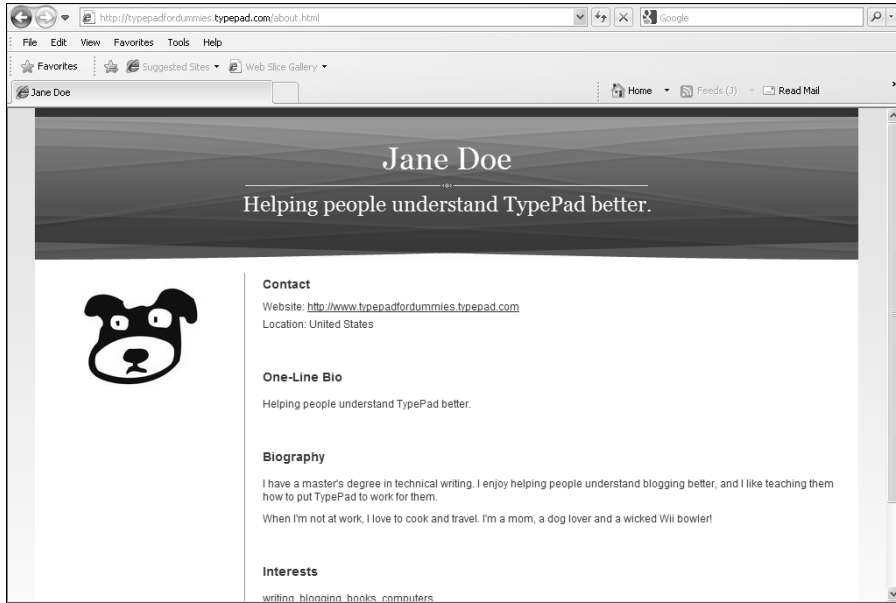 http://typepadfordummies.typepad.com/about.html
Google
File Edit View Favorites Tools Help
Favorites Suggested Sites Web Slice Gallery
Jane Doe Home Feeds (J) Read Mail
Jane Doe
Helping people understand TypePad better.
Contact
Website: http://www.typepadfordummies.typepad.com
Location: United States
One-Line Bio
Helping people understand TypePad better.
Biography
I have a master's degree in technical writing. I enjoy helping people understand blogging better, and I like teaching them
how to put TypePad to work for them.
When I'm not at work, I love to cook and travel. I'm a mom, a dog lover and a wicked Wii bowler!
Interests
writing, blogging, books, computers